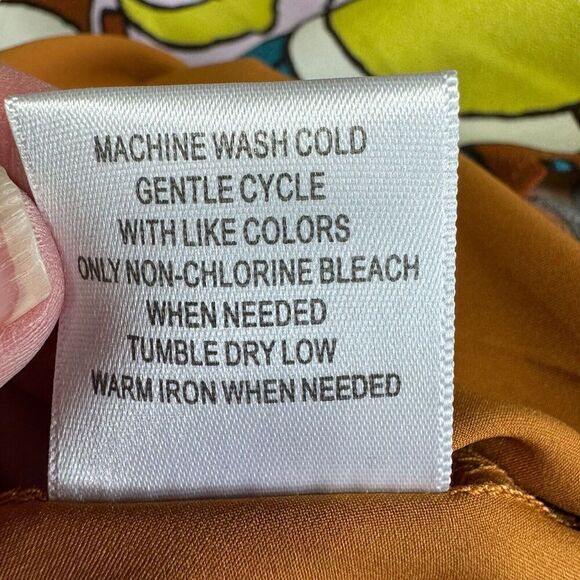 MACHINE WASH COLD
GENTLE CYCLE
WITH LIKE COLORS
ONLY NON-CHLORINE BLEACH
WHEN NEEDED
TUMBLE DRY LOW
WARM IRON WHEN NEEDED